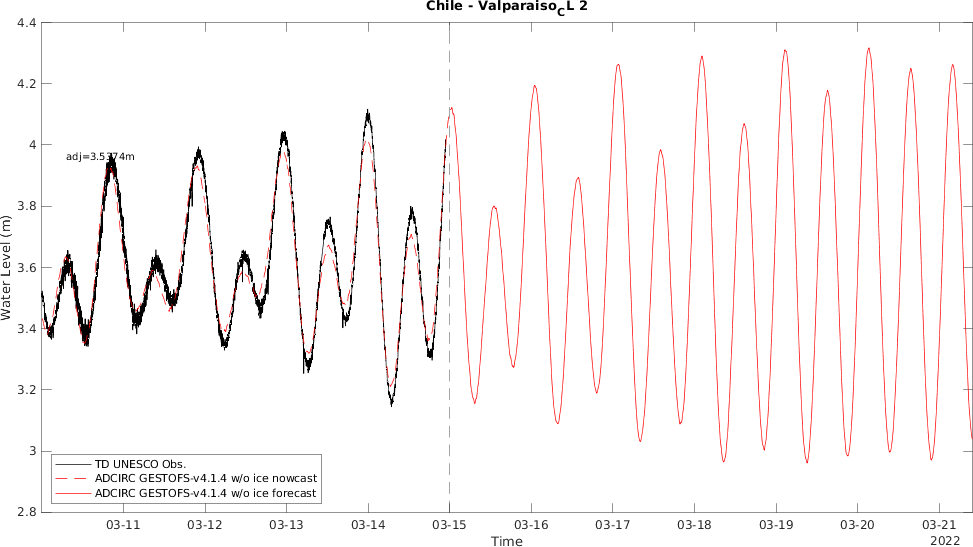 Chile - Valparaiso_CL 2
4.4
4.2
4
3.8
3.6
3.4
3.2
3
2.8
Water Level (m)
adj=3.5374m
TD UNESCO Obs.
ADCIRC GESTOFS-v4.1.4 w/o ice nowcast
ADCIRC GESTOFS-v4.1.4 w/o ice forecast
03-11 03-12 03-13 03-14 03-15 03-16 03-17 03-18 03-19 03-20 03-21
Time
2022